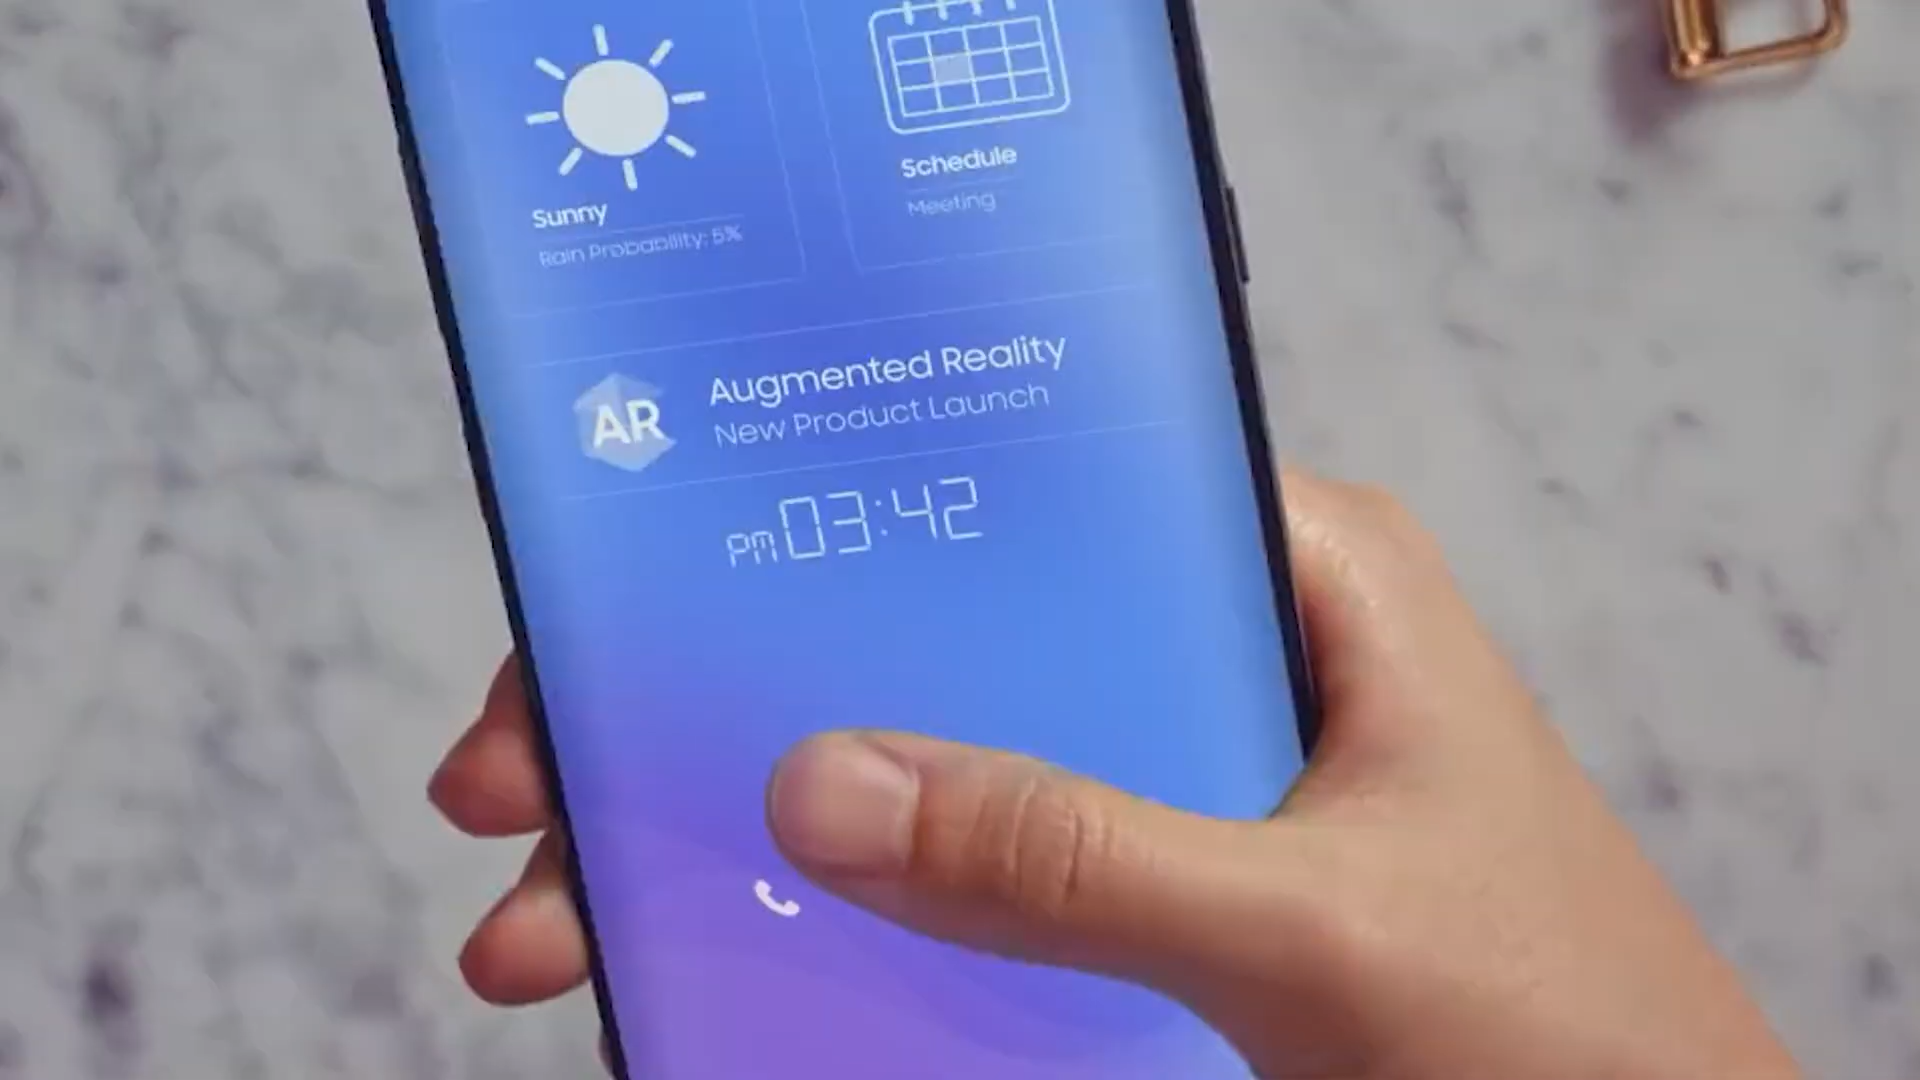 Sunny
Rain Probability: 5%
Schedule
Meeting
AR
Augmented Reality
New Product Launch
PM 03:42